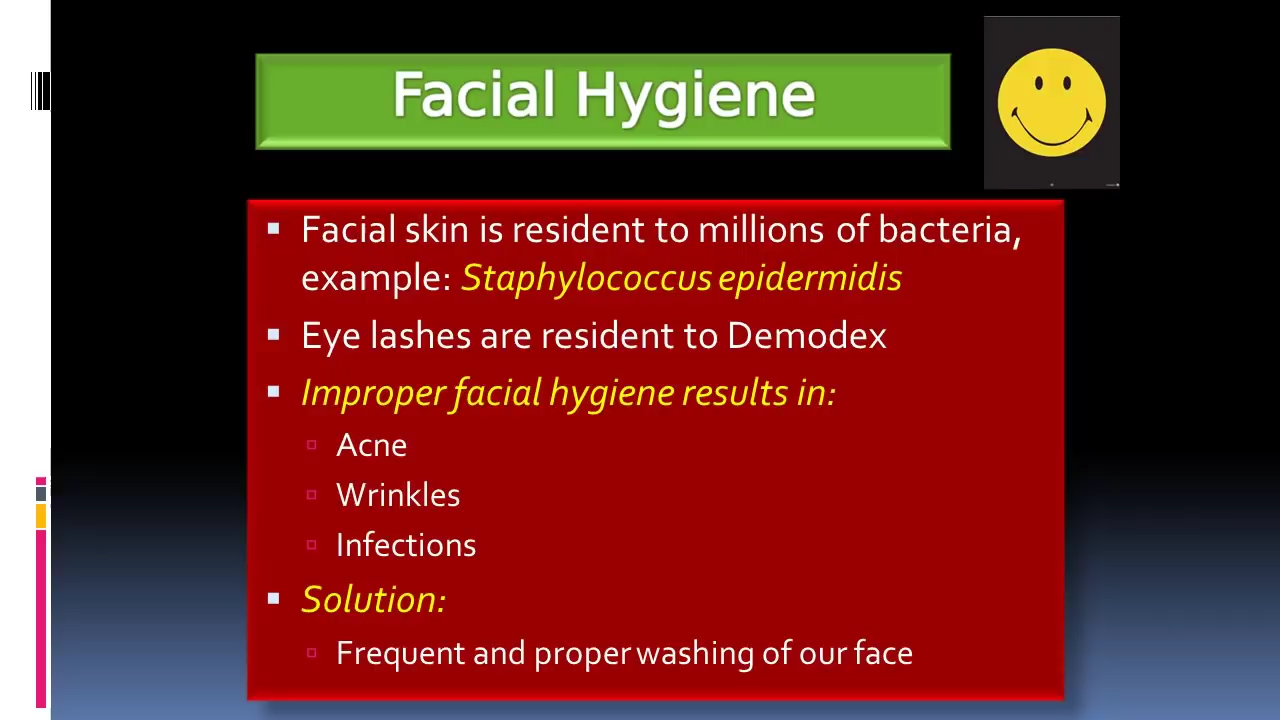 Facial Hygiene
Facial skin is resident to millions of bacteria,
example: Staphylococcus epidermidis
Eye lashes are resident to Demodex
Improper facial hygiene results in:
Acne
Wrinkles
Infections
Solution:
Frequent and proper washing of our face